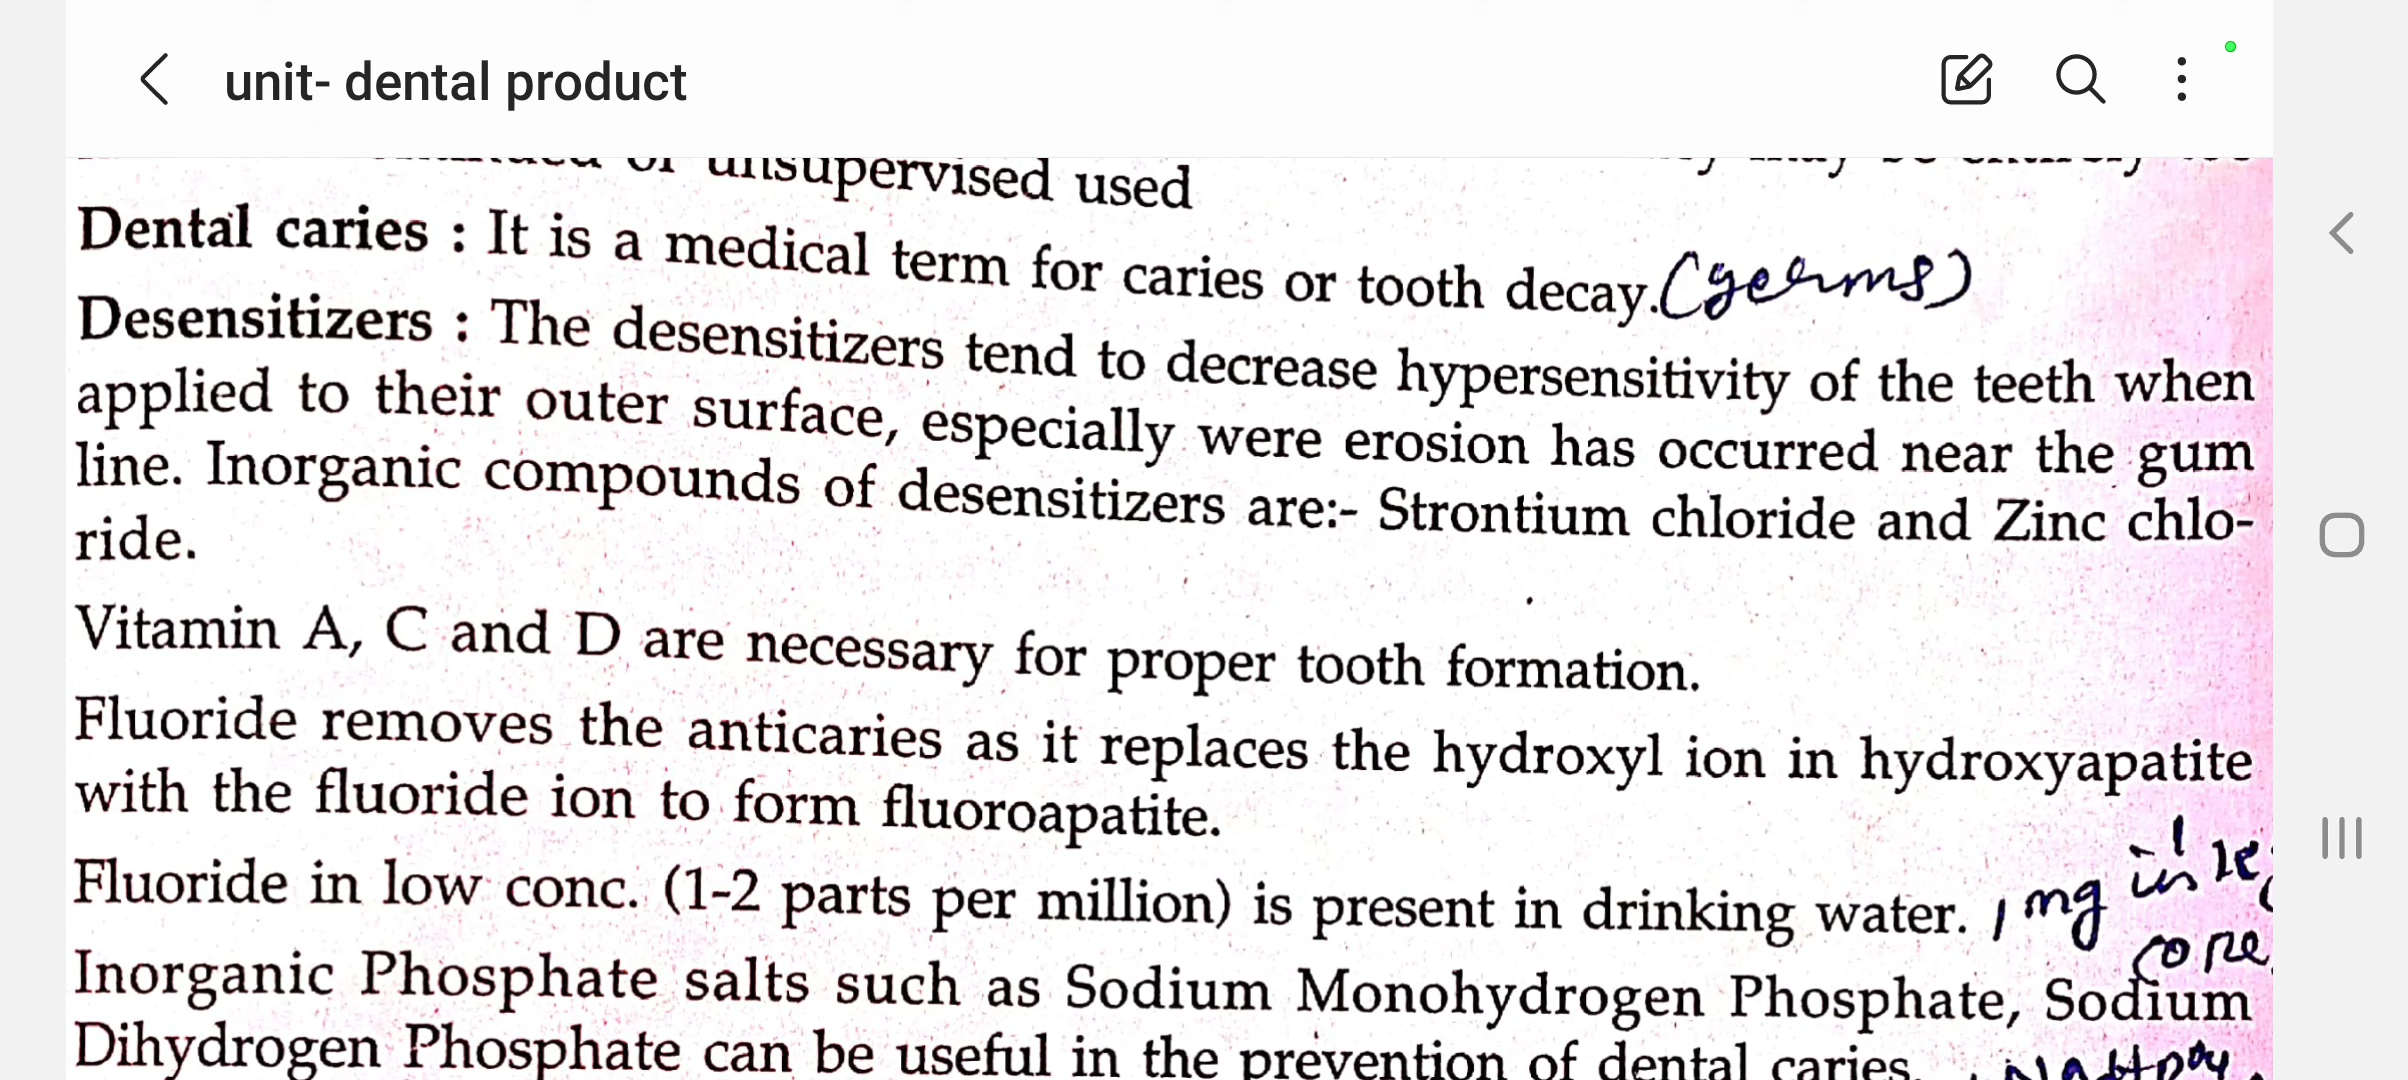 unit- dental product
unsupervised used
Dental caries : It is a medical term for caries or tooth decay. (germs)
Desensitizers : The desensitizers tend to decrease hypersensitivity of the teeth when
applied to their outer surface, especially were erosion has occurred near the gum
line. Inorganic compounds of desensitizers are:- Strontium chloride and Zinc chlo-
ride.
Vitamin A, C and D are necessary for proper tooth formation.
Fluoride removes the anticaries as it replaces the hydroxyl ion in hydroxyapatite
with the fluoride ion to form fluoroapatite.
Fluoride in low conc. (1-2 parts per million) is present in drinking water. 1 mg in
Inorganic Phosphate salts such as Sodium Monohydrogen Phosphate, Sodium
Dihydrogen Phosphate can be useful in the prevention of dental caries.